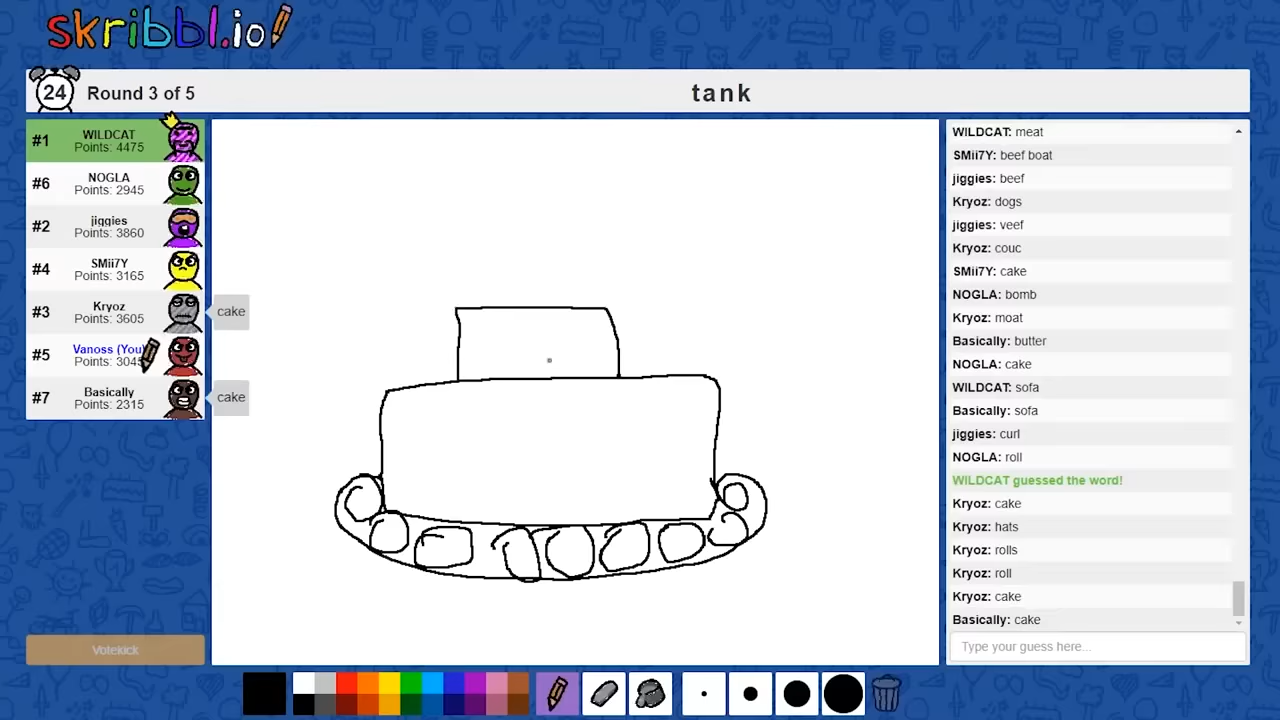 skribbl.io
24
Round 3 of 5
tank
#1
WILDCAT
Points: 4475
#6
NOGLA
Points: 2945
#2
jiggies
Points: 3860
#4
SMii7Y
Points: 3165
#3
Kryoz
Points: 3605
cake
#5
Vanoss (You)
Points: 3045
#7
Basically
Points: 2315
cake
Votekick
WILDCAT: meat
SMii7Y: beef boat
jiggies: beef
Kryoz: dogs
jiggies: veef
Kryoz: couc
SMii7Y: cake
NOGLA: bomb
Kryoz: moat
Basically: butter
NOGLA: cake
WILDCAT: sofa
Basically: sofa
jiggies: curl
NOGLA: roll
WILDCAT guessed the word!
Kryoz: cake
Kryoz: hats
Kryoz: rolls
Kryoz: roll
Kryoz: cake
Basically: cake
Type your guess here...